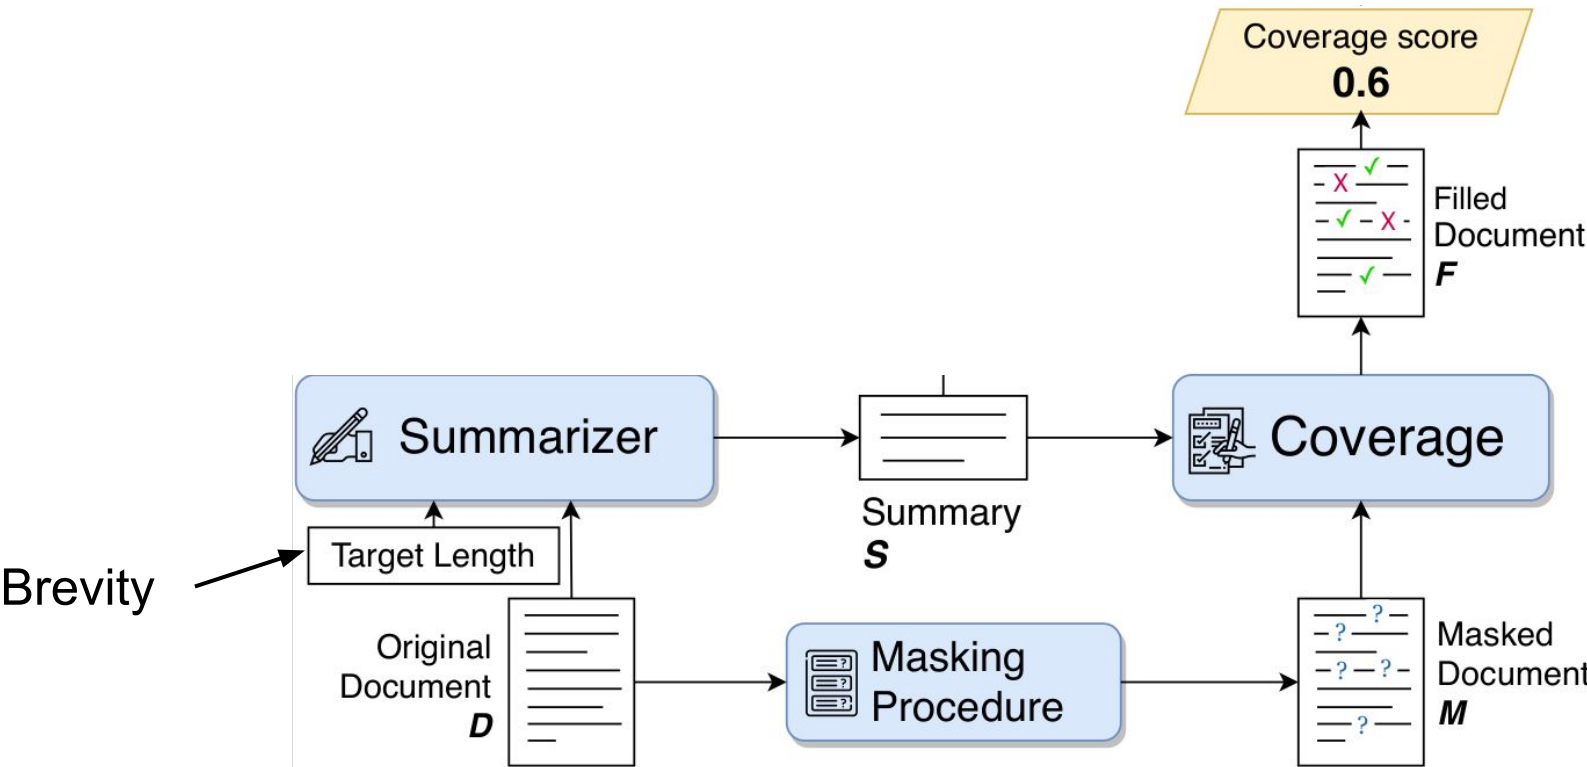 Coverage score
0.6
Filled
Document
F
Summarizer
Coverage
Summary
S
Target Length
Brevity
Original
Document
D
Masking
Procedure
Masked
Document
M